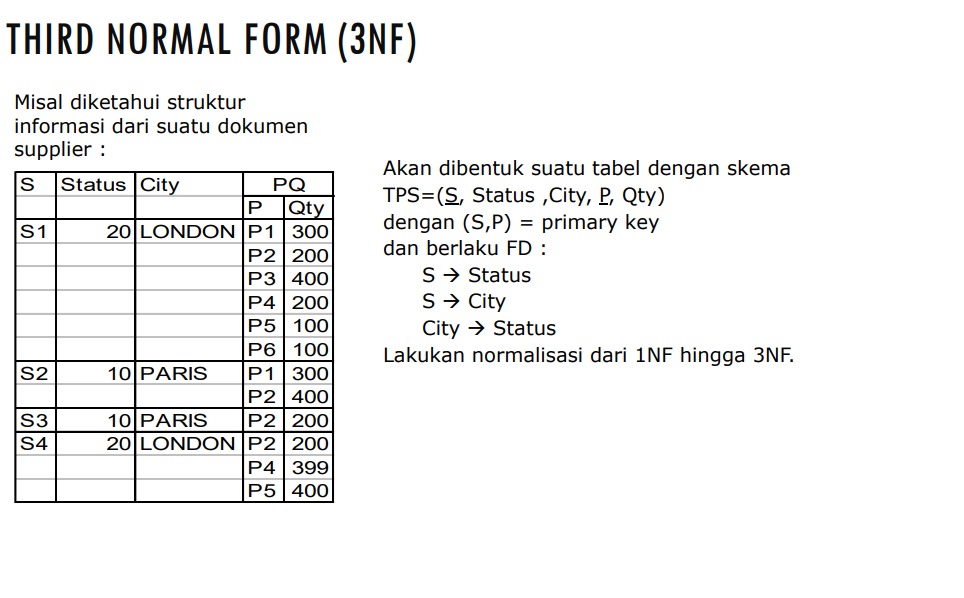 THIRD NORMAL FORM (3NF)
Misal diketahui struktur
informasi dari suatu dokumen
supplier :
S Status City PQ
P Qty
S1 20 LONDON P1 300
P2 200
P3 400
P4 200
P5 100
P6 100
S2 10 PARIS P1 300
P2 400
S3 10 PARIS P2 200
S4 20 LONDON P2 200
P4 399
P5 400
Akan dibentuk suatu tabel dengan skema
TPS=(S, Status ,City, P, Qty)
dengan (S,P) = primary key
dan berlaku FD :
S → Status
S → City
City → Status
Lakukan normalisasi dari 1NF hingga 3NF.